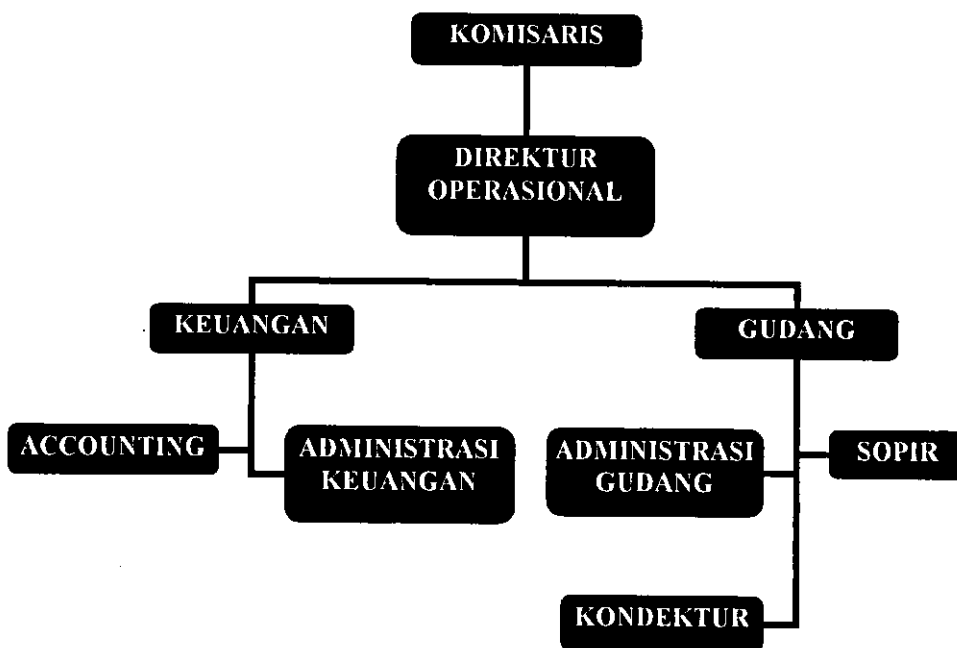 KOMISARIS
DIREKTUR
OPERASIONAL
KEUANGAN
GUDANG
ACCOUNTING
ADMINISTRASI
KEUANGAN
ADMINISTRASI
GUDANG
SOPIR
KONDEKTUR